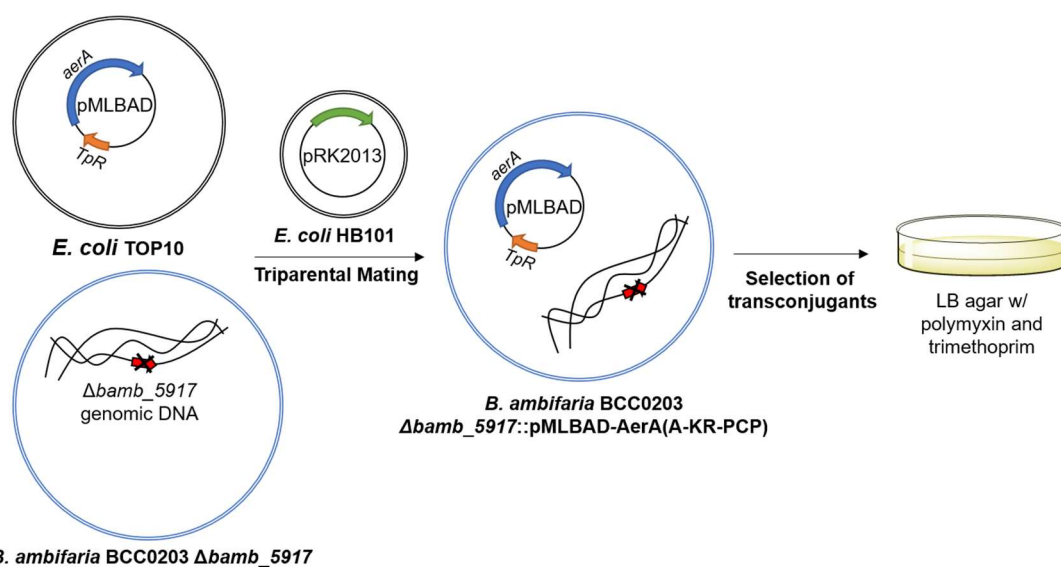 aerA
pMLBAD
TpR
E. coli TOP10
pRK2013
E. coli HB101
Triparental Mating
Δbamb_5917
genomic DNA
B. ambifaria BCC0203 Δbamb_5917
aerA
pMLBAD
TpR
B. ambifaria BCC0203
Δbamb_5917::pMLBAD-AerA(A-KR-PCP)
Selection of
transconjugants
LB agar w/
polymyxin and
trimethoprim